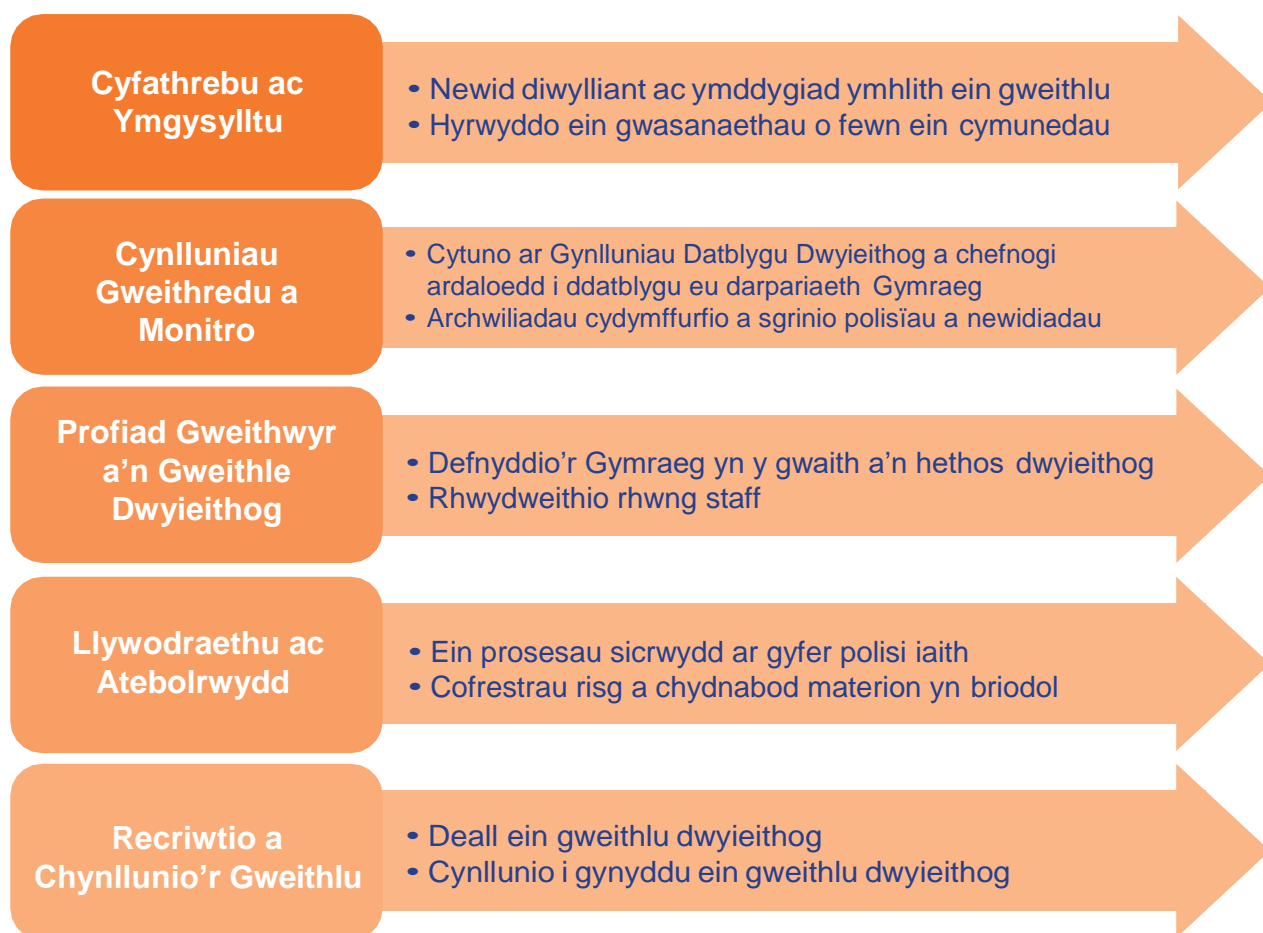 Cyfathrebu ac
Ymgysylltu
• Newid diwylliant ac ymddygiad ymhlith ein gweithlu
• Hyrwyddo ein gwasanaethau o fewn ein cymunedau
Cynlluniau
Gweithredu a
Monitro
• Cytuno ar Gynlluniau Datblygu Dwyieithog a chefnogi
ardaloedd i ddatblygu eu darpariaeth Gymraeg
• Archwiliadau cydymffurfio a sgrinio polisïau a newidiadau
Profiad Gweithwyr
a’n Gweithle
Dwyieithog
• Defnyddio’r Gymraeg yn y gwaith a’n hethos dwyieithog
• Rhwydweithio rhwng staff
Llywodraethu ac
Atebolrwydd
• Ein prosesau sicrwydd ar gyfer polisi iaith
• Cofrestrau risg a chydnabod materion yn briodol
Recriwtio a
Chynllunio’r Gweithlu
• Deall ein gweithlu dwyieithog
• Cynllunio i gynyddu ein gweithlu dwyieithog